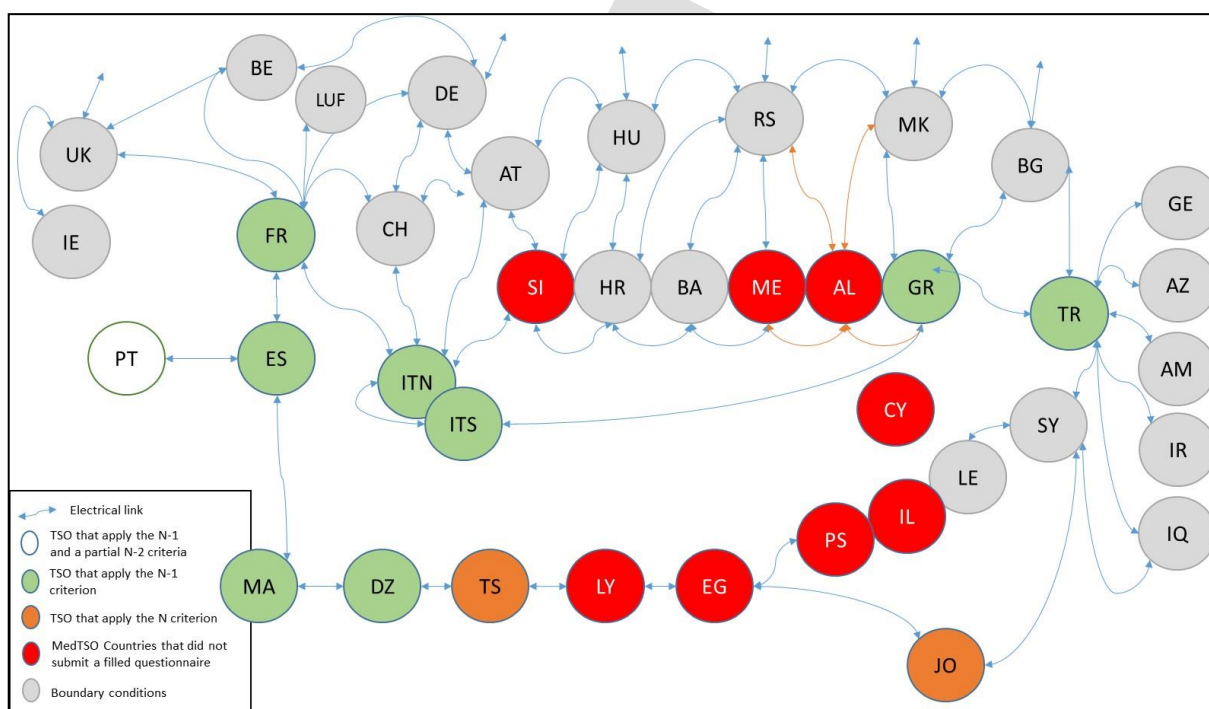 BE
LUF
DE
UK
AT
HU
RS
MK
BG
GE
IE
FR
CH
SI
HR
BA
ME
AL
GR
TR
AZ
PT
ES
ITN
ITS
CY
AM
SY
IR
LE
IL
PS
IQ
MA
DZ
TS
LY
EG
JO
Electrical link
TSO that apply the N-1
and a partial N-2 criteria
TSO that apply the N-1
criterion
TSO that apply the N criterion
MedTSO Countries that did not
submit a filled questionnaire
Boundary conditions